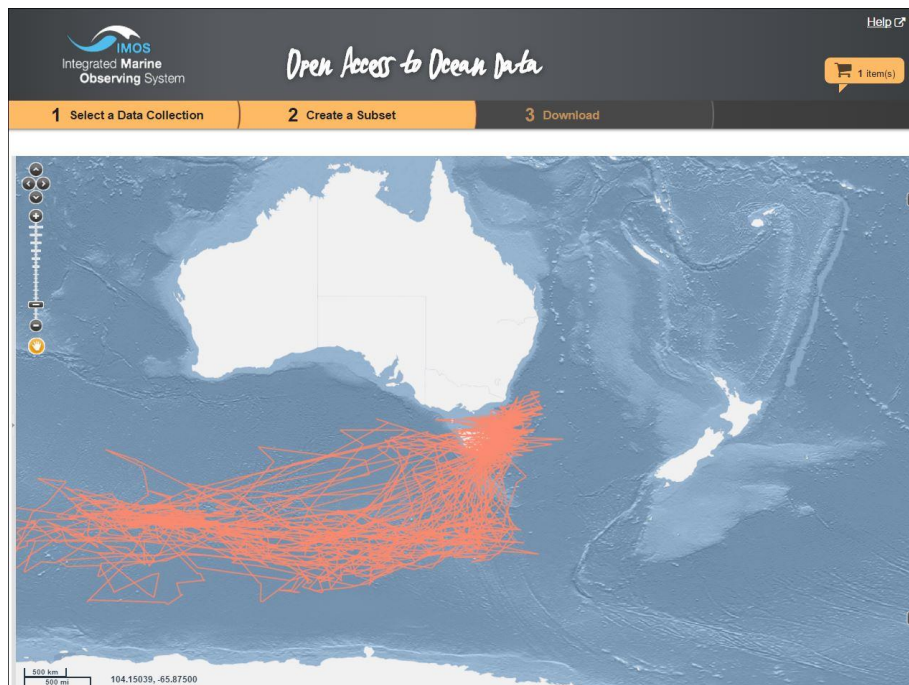 Help
IMOS
Integrated Marine
Observing System
Open Access to Ocean Data
1 item(s)
1 Select a Data Collection
2 Create a Subset
3 Download
500 km
500 mi
104.15039, -65.87500